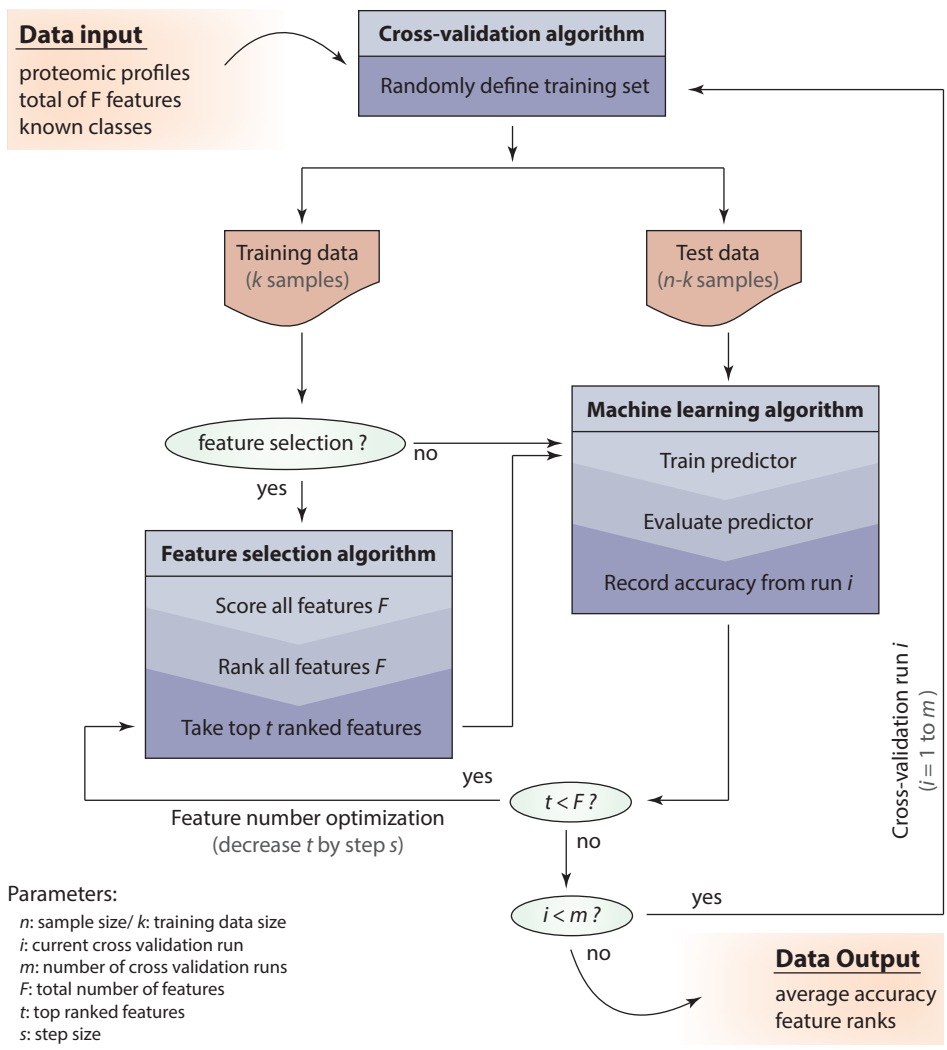 Data input
proteomic profiles
total of F features
known classes
Cross-validation algorithm
Randomly define training set
Training data
(k samples)
Test data
(n-k samples)
feature selection ?
no
yes
Machine learning algorithm
Train predictor
Evaluate predictor
Record accuracy from run i
Feature selection algorithm
Score all features F
Rank all features F
Take top t ranked features
yes
t < F ?
no
Feature number optimization
(decrease t by step s)
i < m ?
yes
no
Cross-validation run i
(i = 1 to m)
Parameters:
n: sample size/ k: training data size
i: current cross validation run
m: number of cross validation runs
F: total number of features
t: top ranked features
s: step size
Data Output
average accuracy
feature ranks